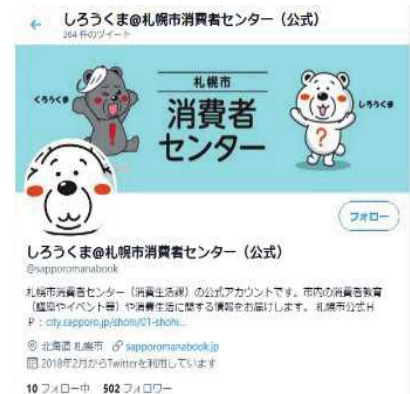 しろうくま@札幌市消費者センター（公式）
264 件のツイート
札幌市
消費者
センター
くろうくま
しろうくま
！
？
フォロー
しろうくま@札幌市消費者センター（公式）
@sapporomanabook
札幌市消費者センター（消費生活課）の公式アカウントです。市内の消費者教育
（講座やイベント等）や消費生活に関する情報をお届けします。 札幌市公式H
P：city.sapporo.jp/shohi/01-shohi...
北海道 札幌市 sapporomanabook.jp
2018年2月からTwitterを利用しています
10 フォロー中 502 フォロワー